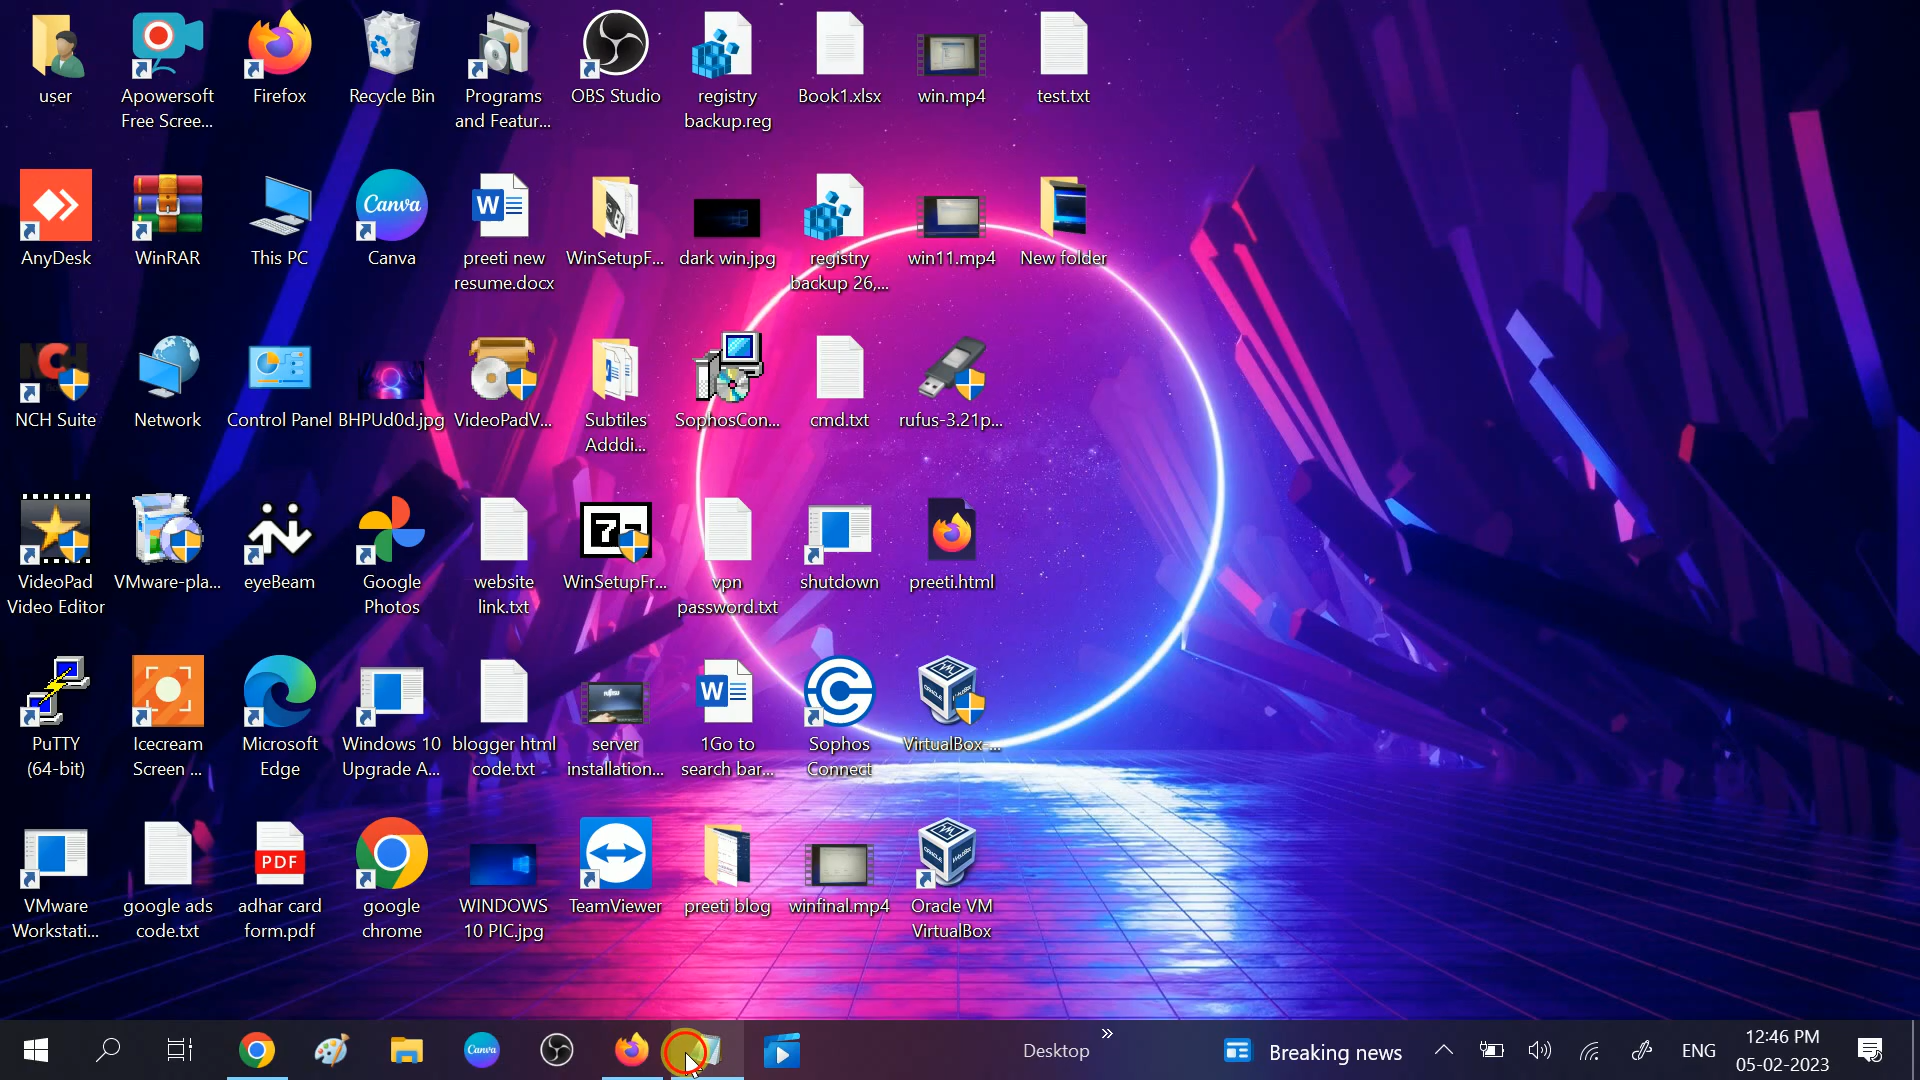 user
Apowersoft
Free Scree...
Firefox
Recycle Bin
Programs
and Featur...
OBS Studio
registry
backup.reg
Book1.xlsx
win.mp4
test.txt
AnyDesk
WinRAR
This PC
Canva
Canva
preeti new
resume.docx
WinSetupF...
dark win.jpg
registry
backup 26,...
win11.mp4
New folder
NCH
NCH Suite
Network
Control Panel
BHPUd0d.jpg
VideoPadV...
Subtiles
Adddi...
SophosCon...
cmd.txt
rufus-3.21p...
VideoPad
Video Editor
VMware-pla...
eyeBeam
Google
Photos
website
link.txt
WinSetupFr...
vpn
password.txt
shutdown
preeti.html
PuTTY
(64-bit)
Icecream
Screen ...
Microsoft
Edge
Windows 10
Upgrade A...
blogger html
code.txt
server
installation...
1Go to
search bar...
Sophos
Connect
VirtualBox-...
VMware
Workstati...
google ads
code.txt
PDF
adhar card
form.pdf
google
chrome
WINDOWS
10 PIC.jpg
TeamViewer
preeti blog
winfinal.mp4
Oracle VM
VirtualBox
Canva
Desktop
Breaking news
ENG
12:46 PM
05-02-2023